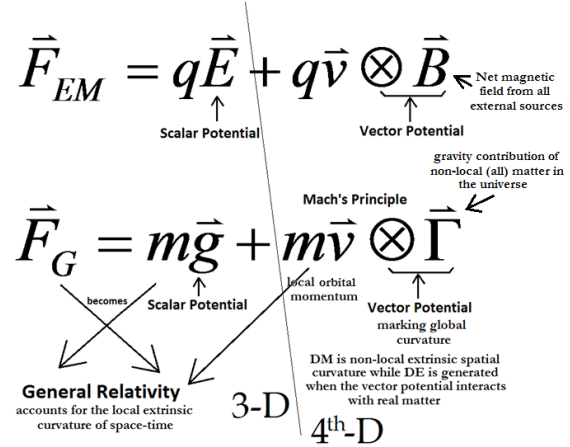 F⃗_EM = qE⃗ + qv⃗ ⊗ B⃗
Net magnetic
field from all
external sources
Scalar Potential
Vector Potential
gravity contribution of
non-local (all) matter in
the universe
Mach's Principle
F⃗_G = mg⃗ + mv⃗ ⊗ Γ⃗
becomes
Scalar Potential
local orbital
momentum
Vector Potential
marking global
curvature
General Relativity
accounts for the local extrinsic
curvature of space-time
3-D
DM is non-local extrinsic spatial
curvature while DE is generated
when the vector potential interacts
with real matter
4th-D